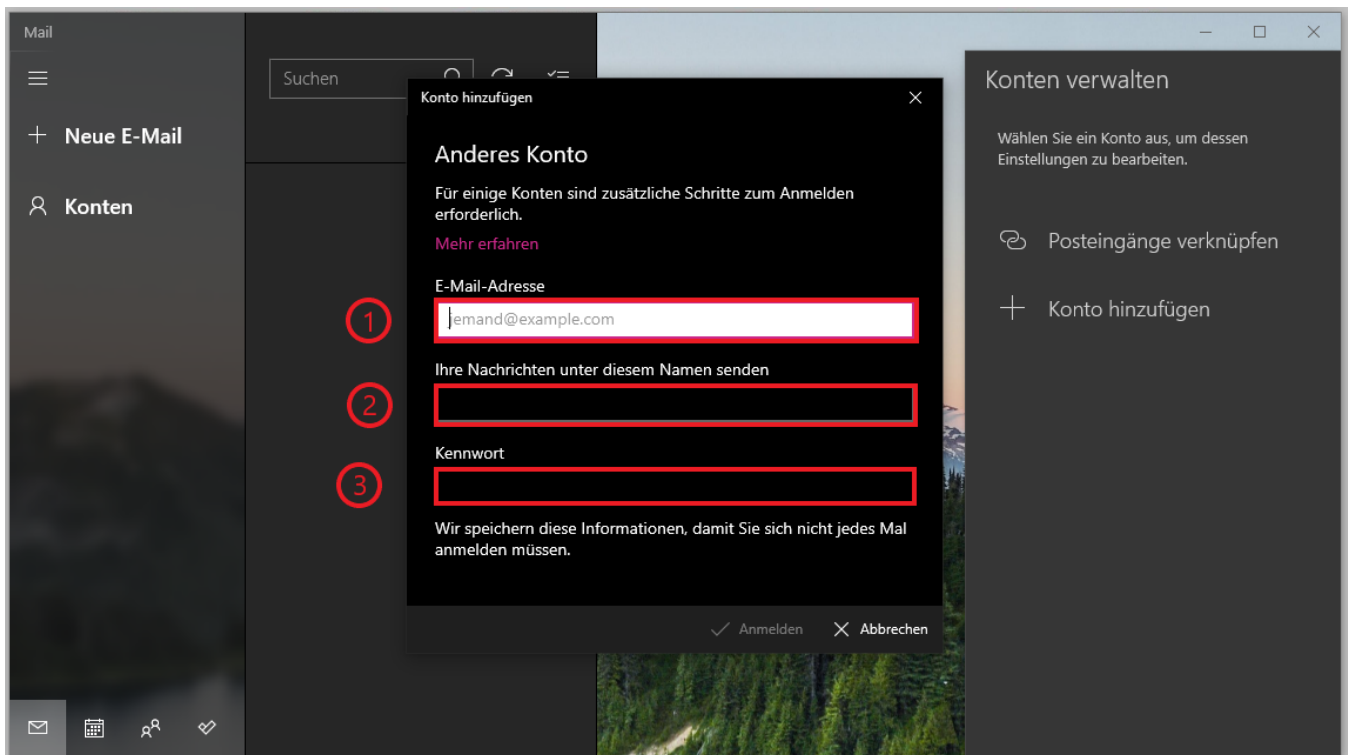 Mail
Neue E-Mail
Konten
Suchen
Konto hinzufügen
Anderes Konto
Für einige Konten sind zusätzliche Schritte zum Anmelden
erforderlich.
Mehr erfahren
E-Mail-Adresse
1
jemand@example.com
Ihre Nachrichten unter diesem Namen senden
2
Kennwort
3
Wir speichern diese Informationen, damit Sie sich nicht jedes Mal
anmelden müssen.
Anmelden
Abbrechen
Konten verwalten
Wählen Sie ein Konto aus, um dessen
Einstellungen zu bearbeiten.
Posteingänge verknüpfen
Konto hinzufügen